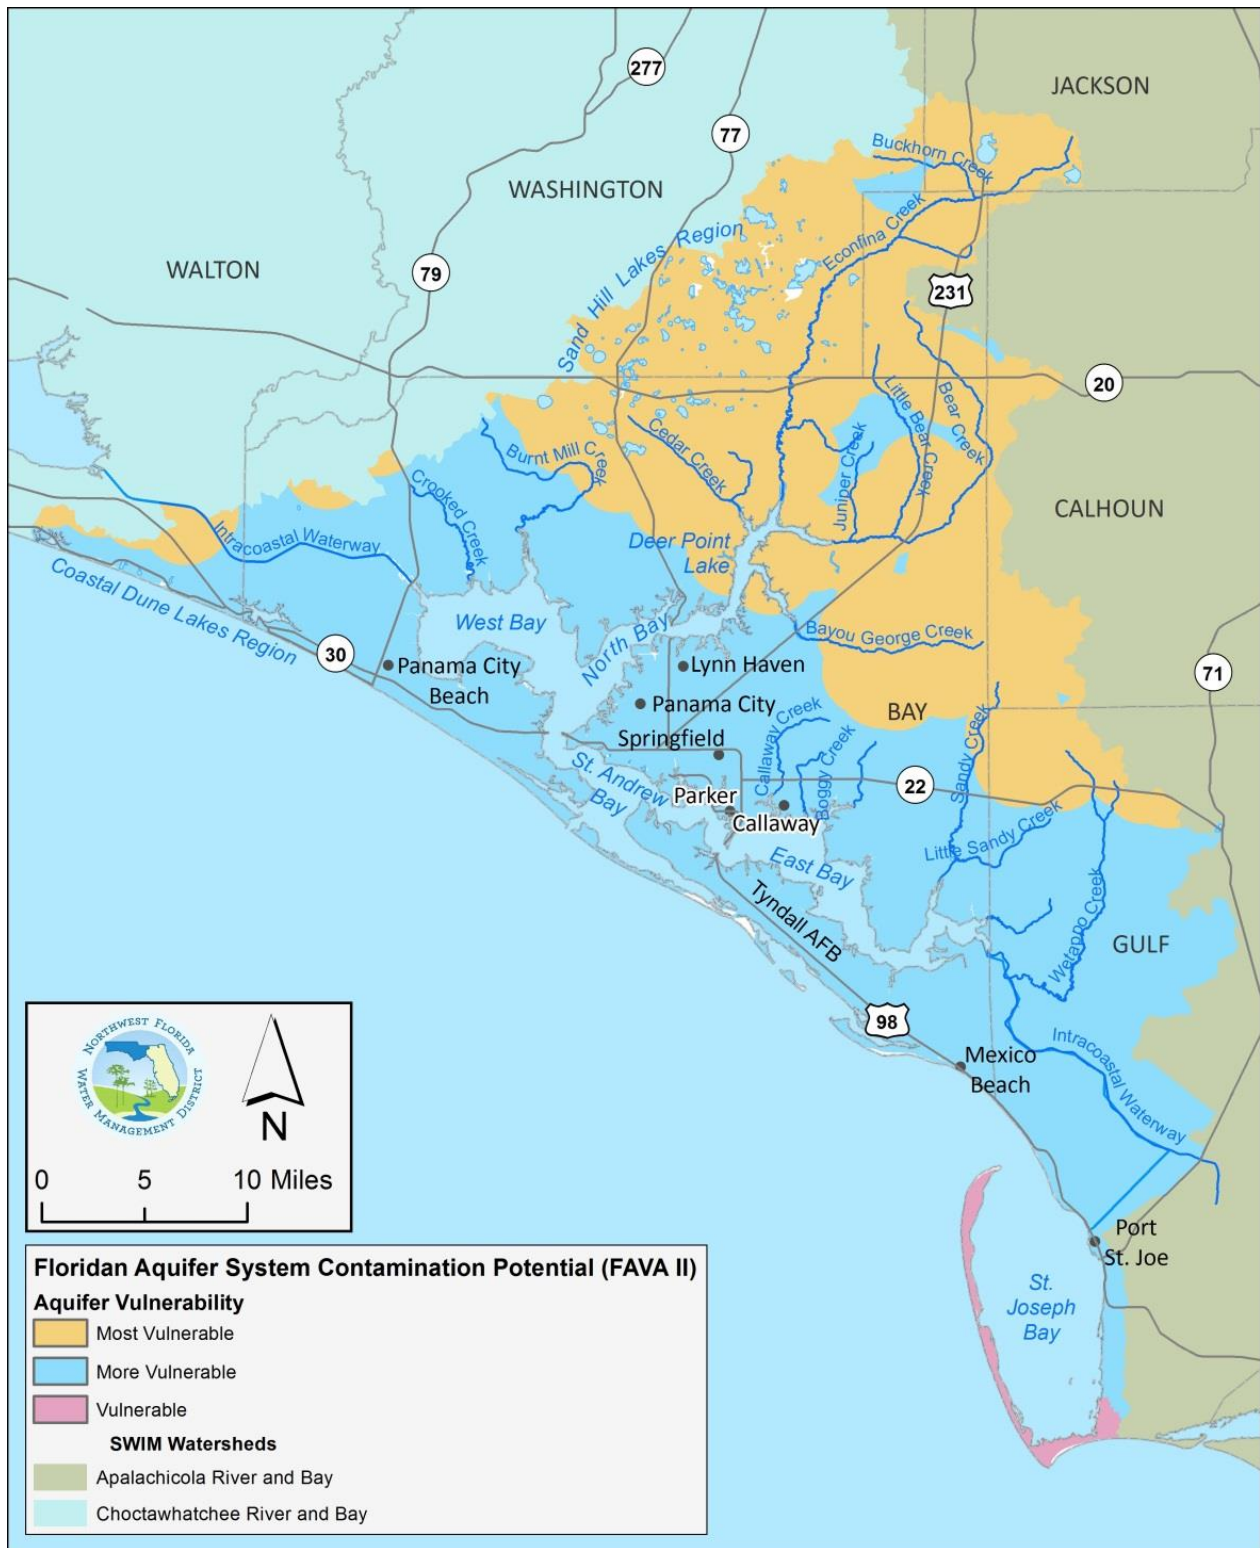 JACKSON
277
77
Buckhorn Creek
WASHINGTON
Sand Hill Lakes Region
Econfina Creek
WALTON
79
231
20
Little Bear Creek
Bear Creek
Cedar Creek
Juniper Creek
Burnt Mill Creek
Crooked Creek
CALHOUN
Intracoastal Waterway
Deer Point
Lake
Coastal Dune Lakes Region
West Bay
North Bay
Bayou George Creek
30
Panama City
Beach
Lynn Haven
71
Panama City
BAY
Springfield
Callaway Creek
Boggy Creek
Sandy Creek
St. Andrew
Bay
22
Parker
Callaway
Little Sandy Creek
East Bay
Tyndall AFB
Wetappo Creek
GULF
98
Mexico
Beach
Intracoastal Waterway
Port
St. Joe
St.
Joseph
Bay
NORTHWEST FLORIDA
WATER MANAGEMENT DISTRICT
N
0 5 10 Miles
Floridan Aquifer System Contamination Potential (FAVA II)
Aquifer Vulnerability
Most Vulnerable
More Vulnerable
Vulnerable
SWIM Watersheds
Apalachicola River and Bay
Choctawhatchee River and Bay